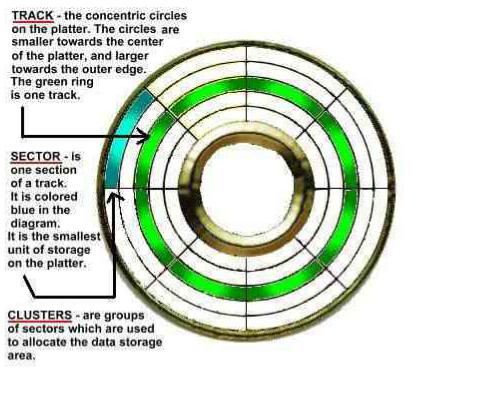 TRACK - the concentric circles
on the platter. The circles are
smaller towards the center
of the platter, and larger
towards the outer edge.
The green ring
is one track.
SECTOR - is
one section
of a track.
It is colored
blue in the
diagram.
It is the smallest
unit of storage
on the platter.
CLUSTERS - are groups
of sectors which are used
to allocate the data storage
area.